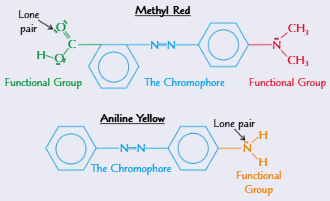 Methyl Red
Lone
pair
O
C
H-O
N=N
N
CH3
CH3
Functional Group
The Chromophore
Functional Group
Aniline Yellow
Lone pair
N=N
N
H
H
The Chromophore
Functional
Group